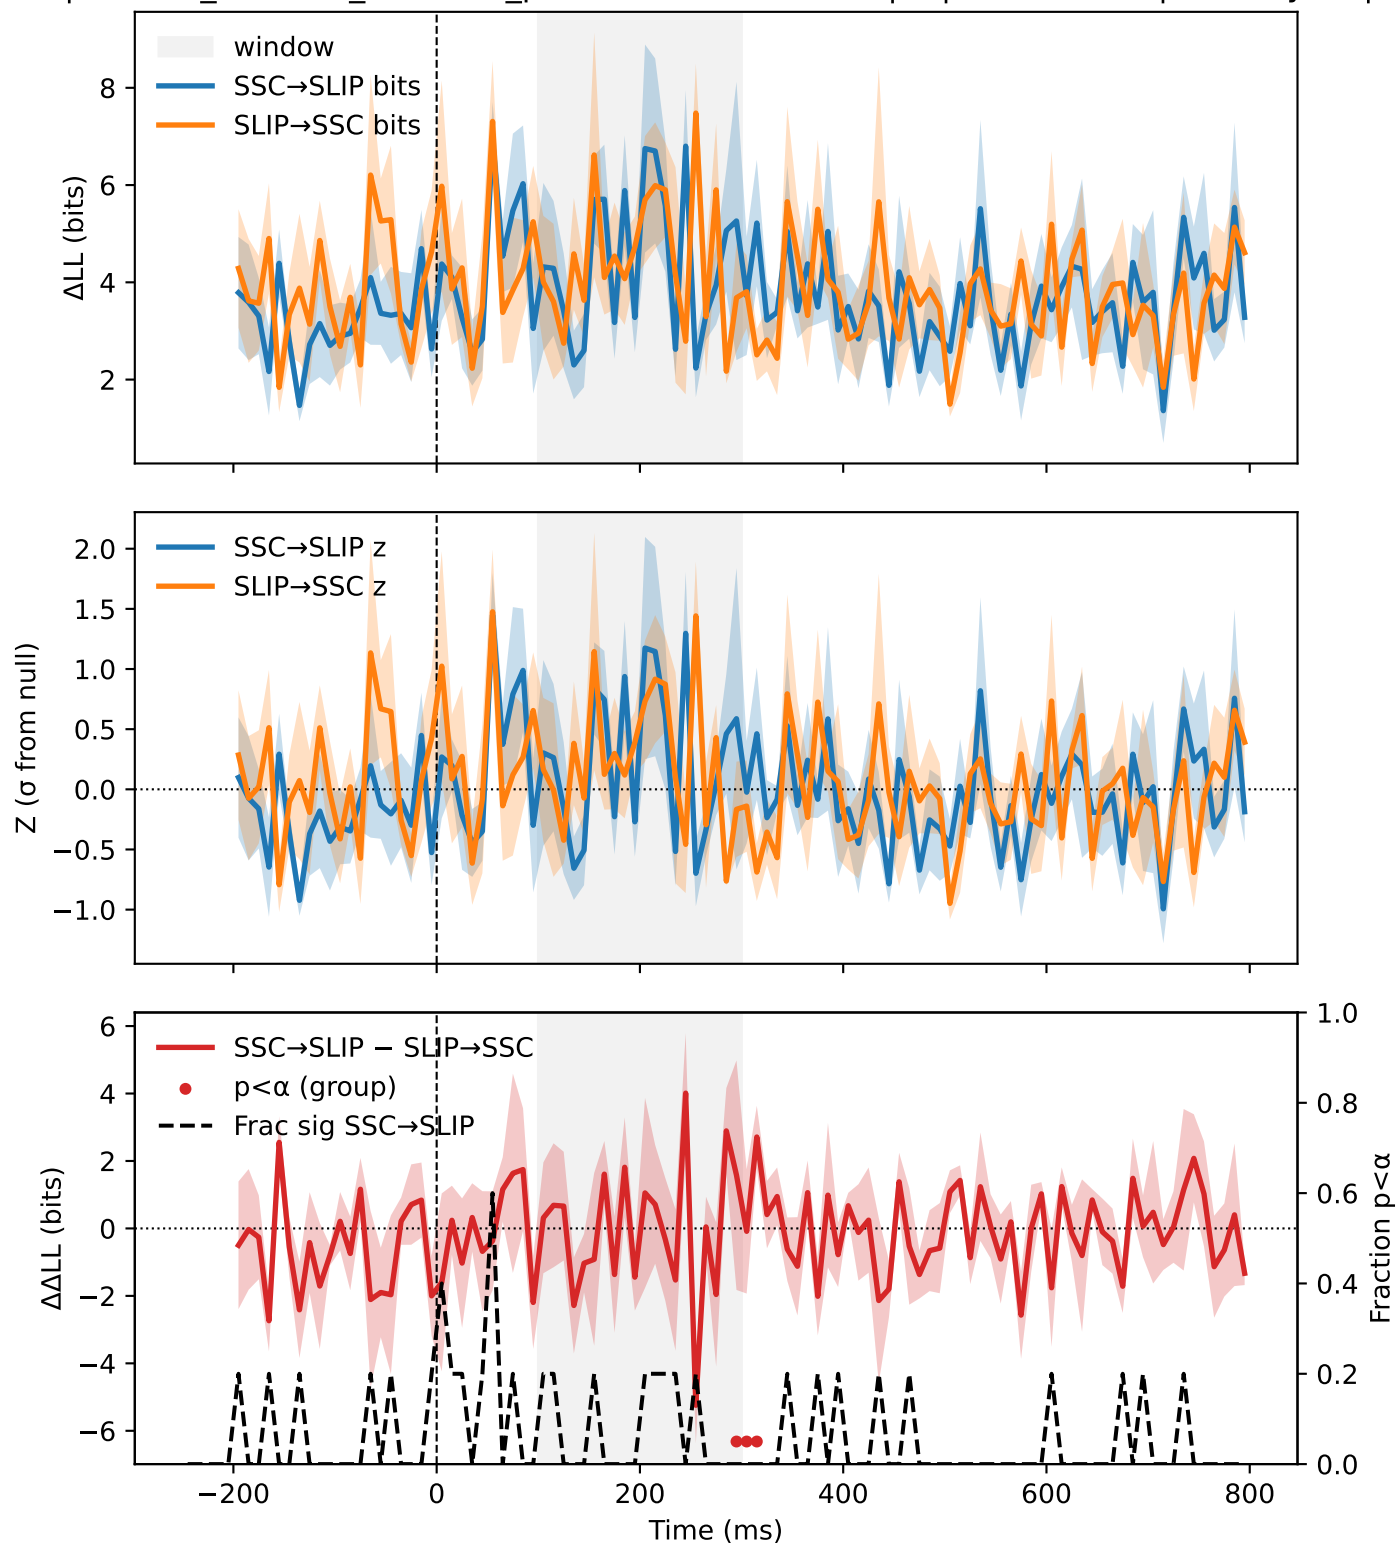 window
SSC→SLIP bits
SLIP→SSC bits
8
6
4
2
ΔLL (bits)
SSC→SLIP z
SLIP→SSC z
2.0
1.5
1.0
0.5
0.0
−0.5
−1.0
Z (σ from null)
SSC→SLIP − SLIP→SSC
p<α (group)
Frac sig SSC→SLIP
6
4
2
0
−2
−4
−6
ΔΔLL (bits)
1.0
0.8
0.6
0.4
0.2
0.0
Fraction p<α
−200
0
200
400
600
800
Time (ms)